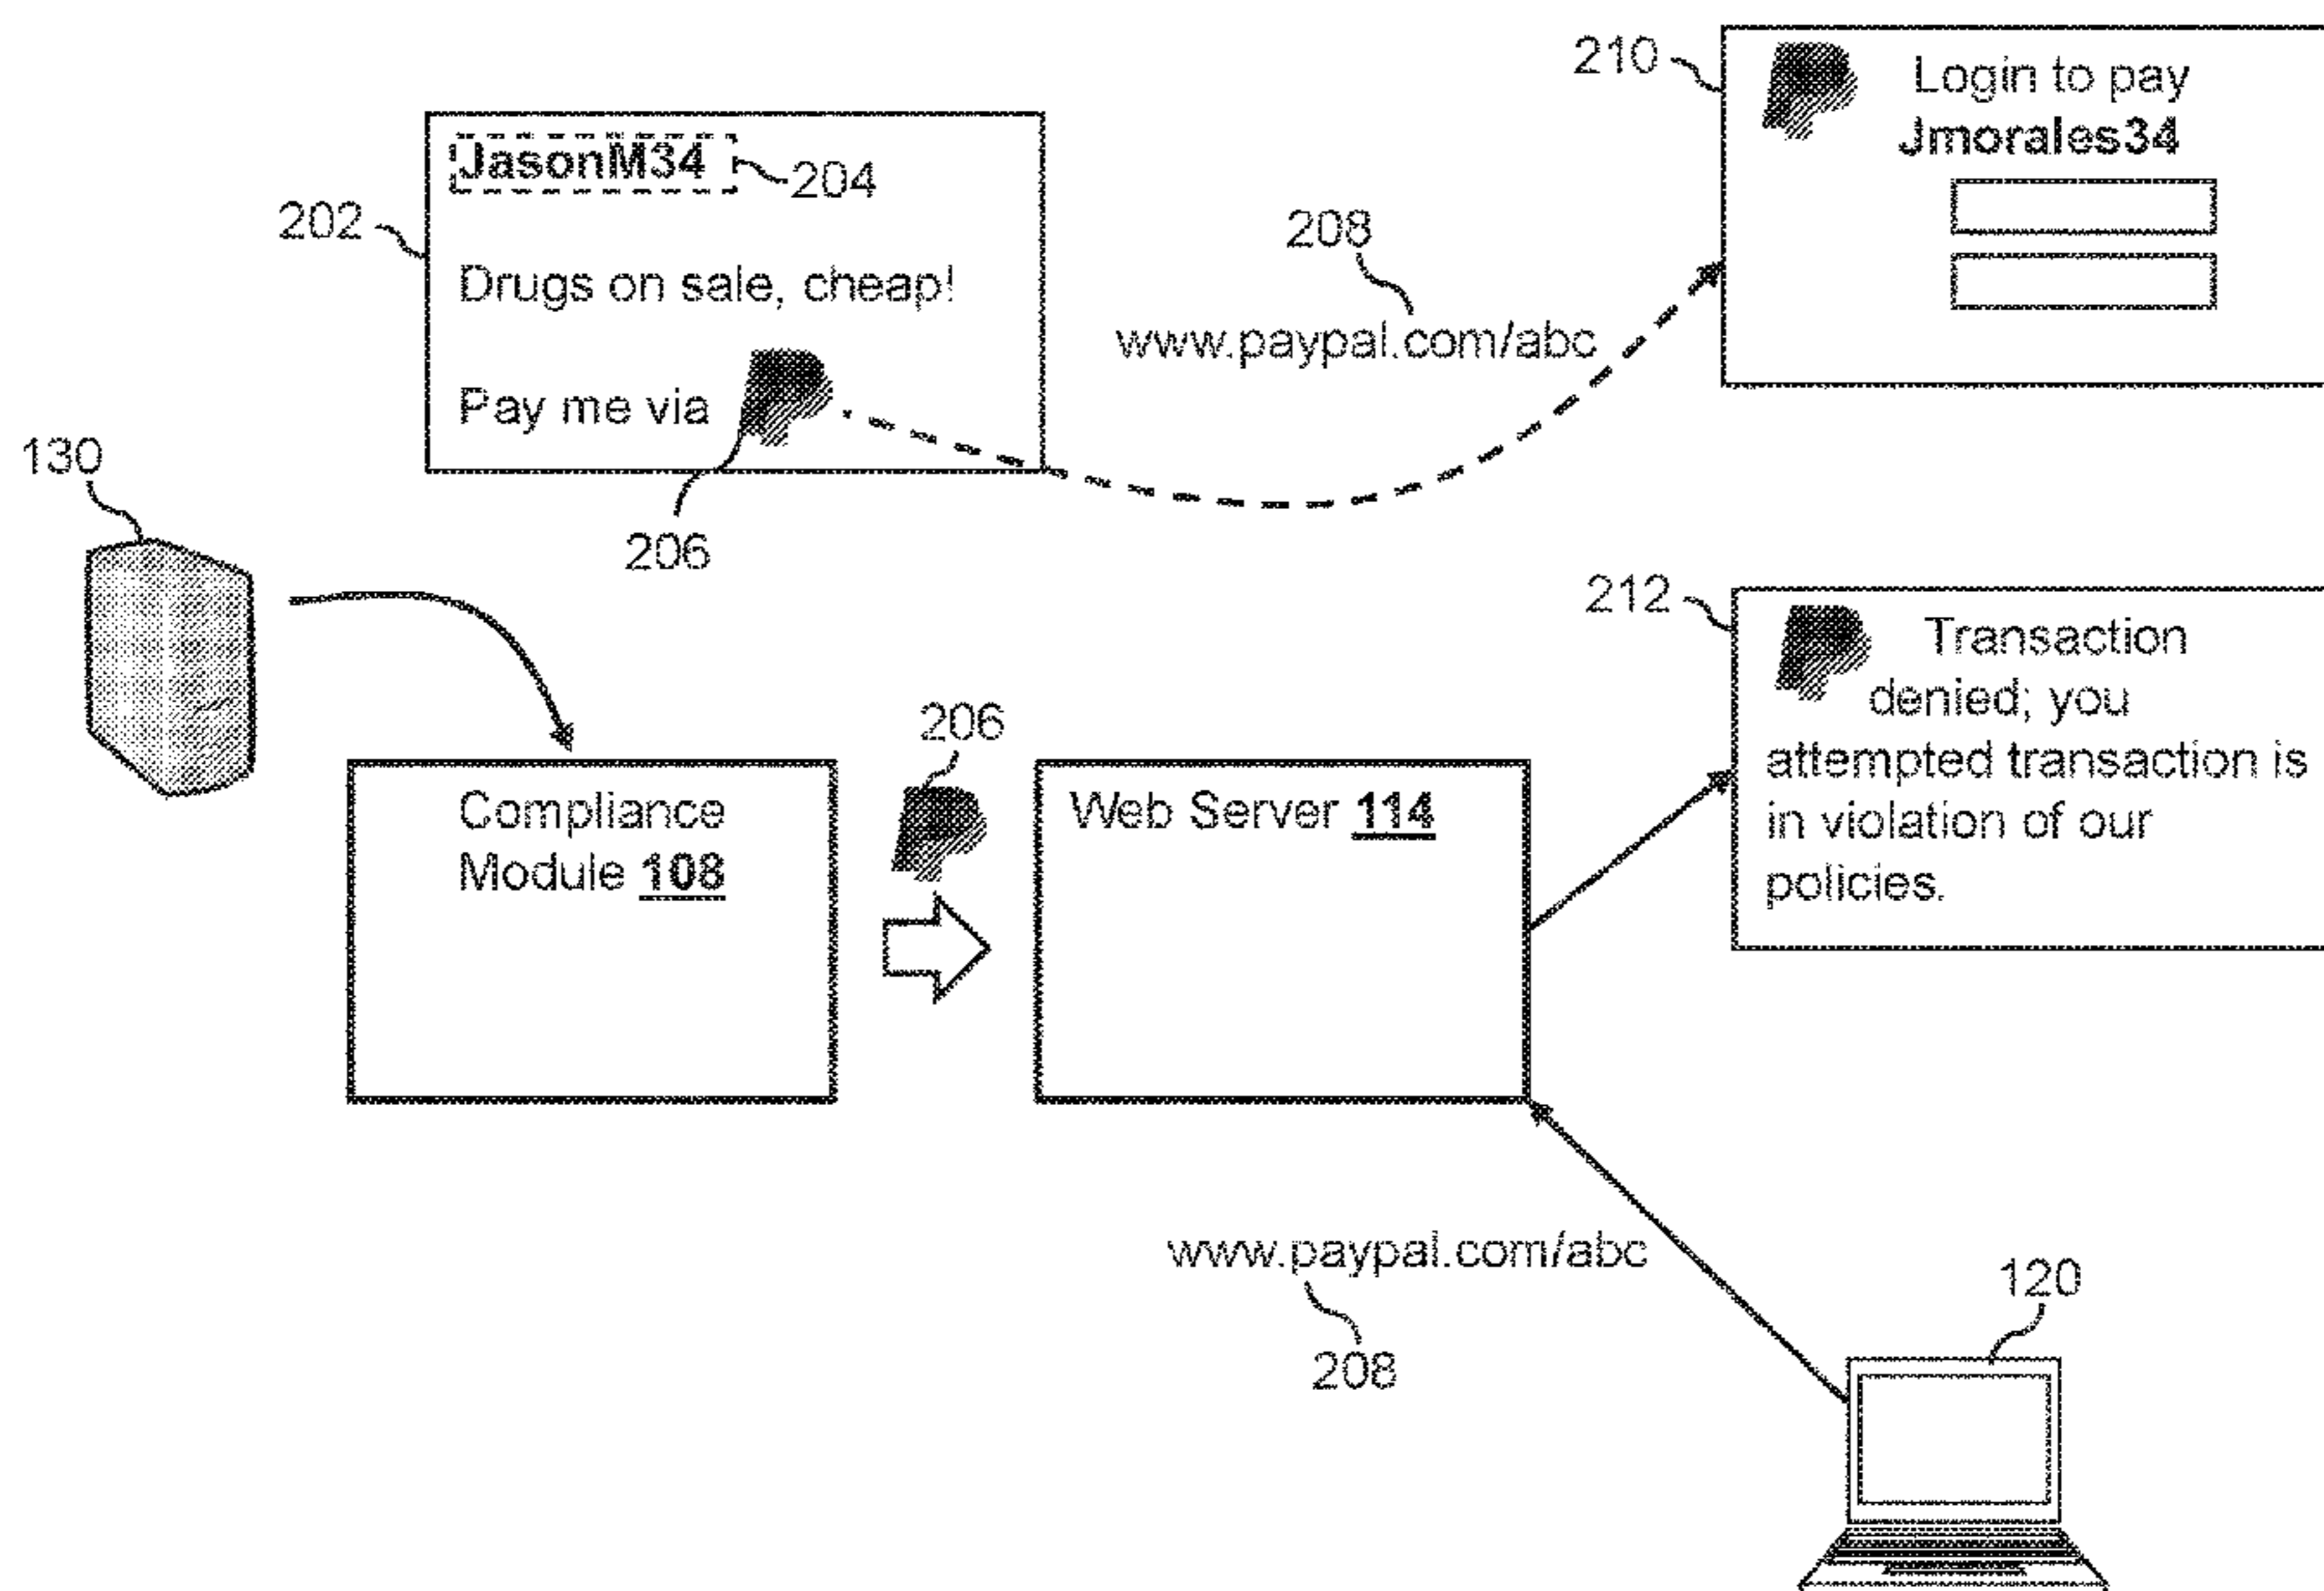 210
Login to pay
Jmorales34
JasonM34
204
202
Drugs on sale, cheap!
Pay me via
206
208
www.paypal.com/abc
130
212
Transaction
denied; you
attempted transaction is
in violation of our
policies.
Compliance
Module 108
206
Web Server 114
www.paypal.com/abc
208
120